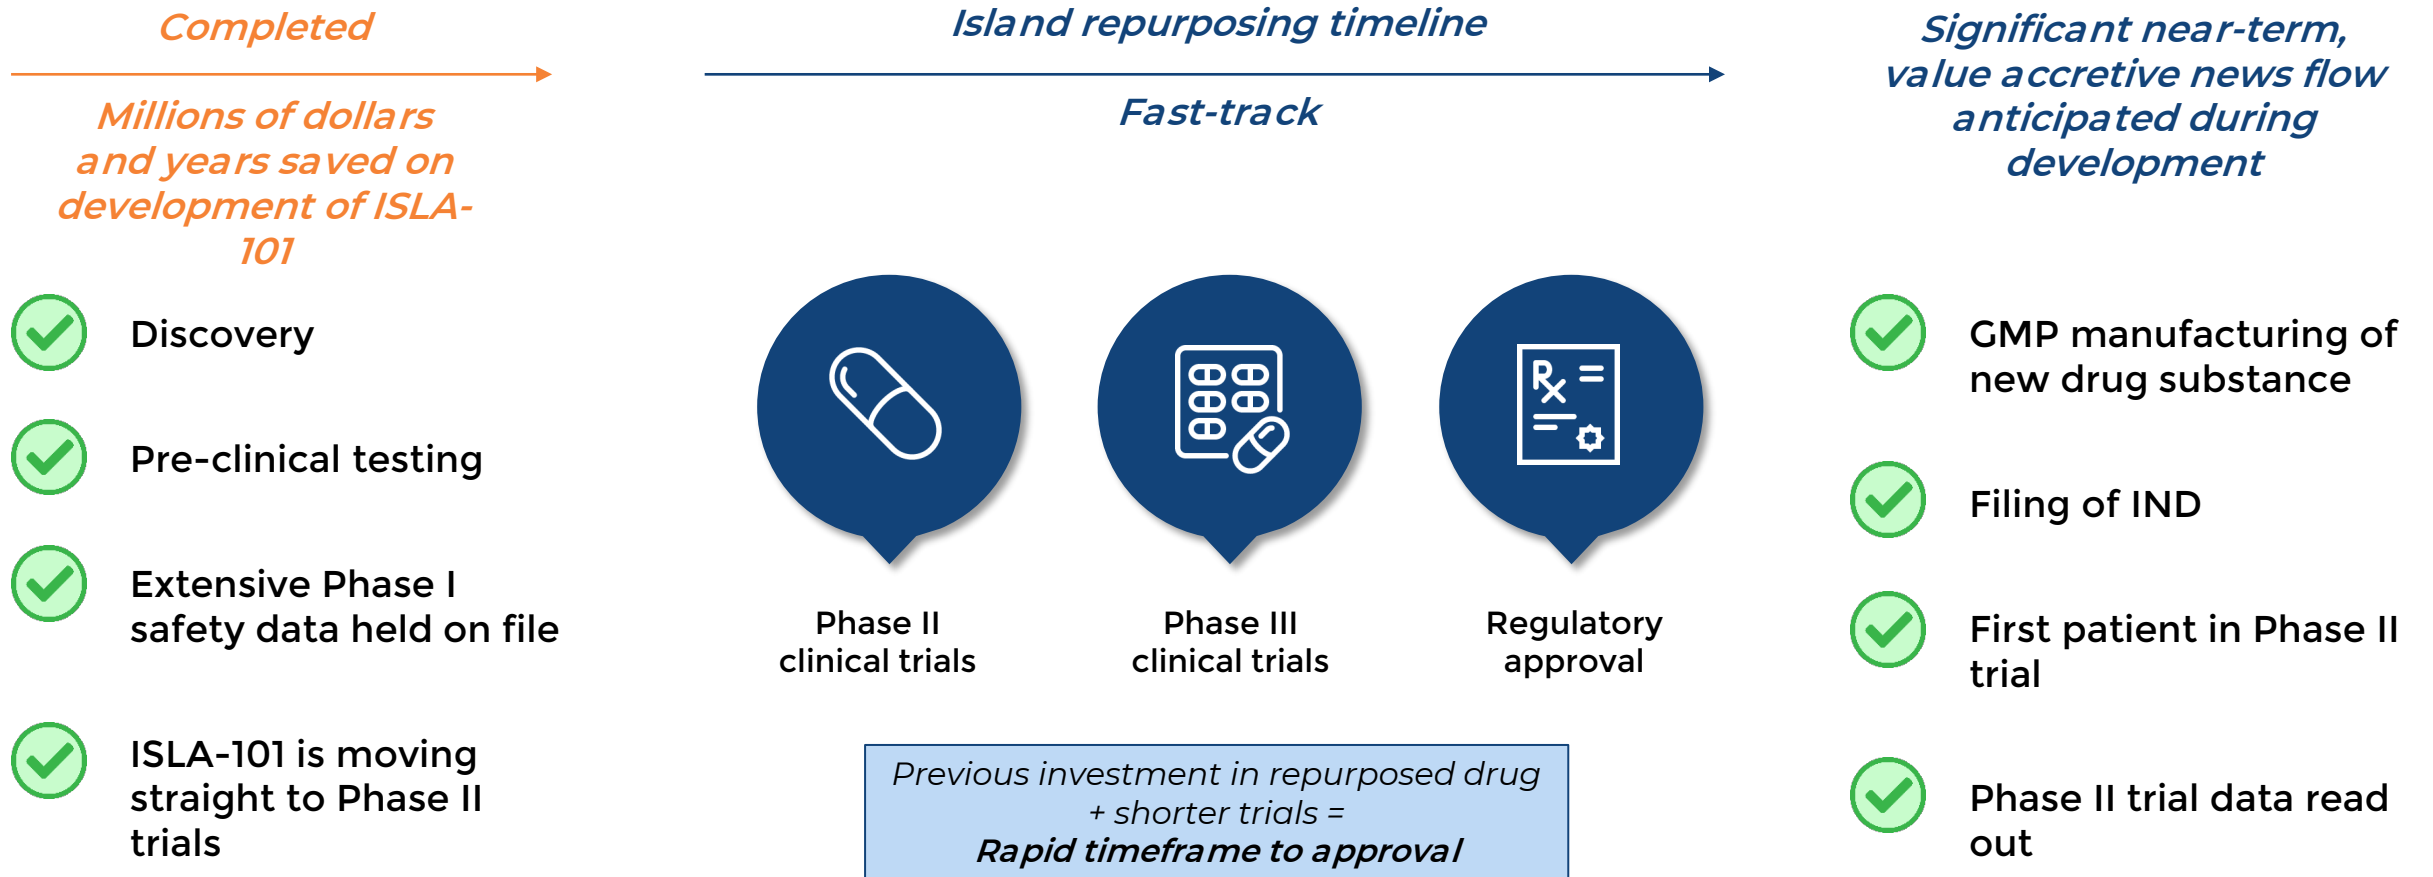 Completed
Millions of dollars
and years saved on
development of ISLA-
101
Discovery
Pre-clinical testing
Extensive Phase I
safety data held on file
ISLA-101 is moving
straight to Phase II
trials
Island repurposing timeline
Fast-track
Rx
Phase II
clinical trials
Phase III
clinical trials
Regulatory
approval
Previous investment in repurposed drug
+ shorter trials =
Rapid timeframe to approval
Significant near-term,
value accretive news flow
anticipated during
development
GMP manufacturing of
new drug substance
Filing of IND
First patient in Phase II
trial
Phase II trial data read
out